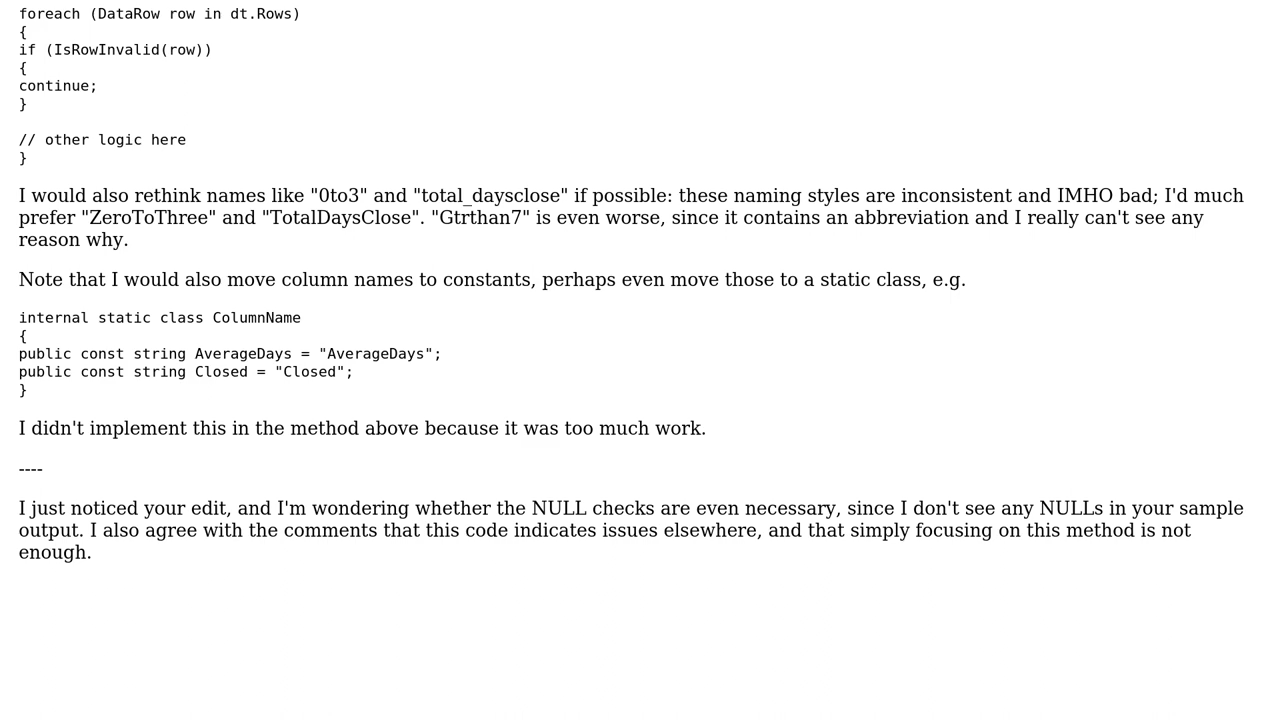 foreach (DataRow row in dt.Rows)
{
if (IsRowInvalid(row))
{
continue;
}
// other logic here
}
I would also rethink names like "0to3" and "total_daysclose" if possible: these naming styles are inconsistent and IMHO bad; I'd much
prefer "ZeroToThree" and "TotalDaysClose". "Gtrthan7" is even worse, since it contains an abbreviation and I really can't see any
reason why.
Note that I would also move column names to constants, perhaps even move those to a static class, e.g.
internal static class ColumnName
{
public const string AverageDays = "AverageDays";
public const string Closed = "Closed";
}
I didn't implement this in the method above because it was too much work.
----
I just noticed your edit, and I'm wondering whether the NULL checks are even necessary, since I don't see any NULLs in your sample
output. I also agree with the comments that this code indicates issues elsewhere, and that simply focusing on this method is not
enough.